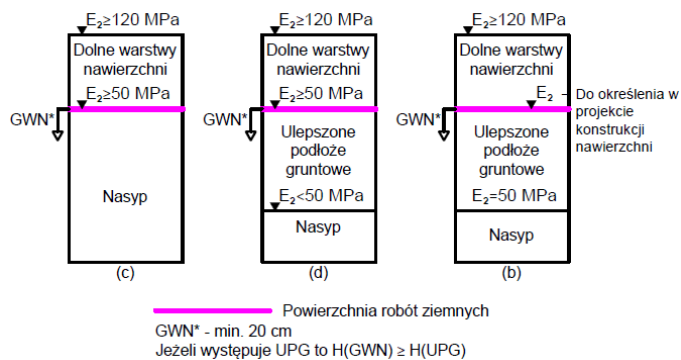 E₂≥120 MPa
Dolne warstwy
nawierzchni
E₂≥50 MPa
GWN*
Nasyp
(c)
E₂≥120 MPa
Dolne warstwy
nawierzchni
E₂≥50 MPa
GWN*
Ulepszone
podłoże
gruntowe
E₂<50 MPa
Nasyp
(d)
E₂≥120 MPa
Dolne warstwy
nawierzchni
E₂ – Do określenia w
projekcie
konstrukcji
nawierzchni
GWN*
Ulepszone
podłoże
gruntowe
E₂=50 MPa
Nasyp
(b)
Powierzchnia robót ziemnych
GWN* - min. 20 cm
Jeżeli występuje UPG to H(GWN) ≥ H(UPG)